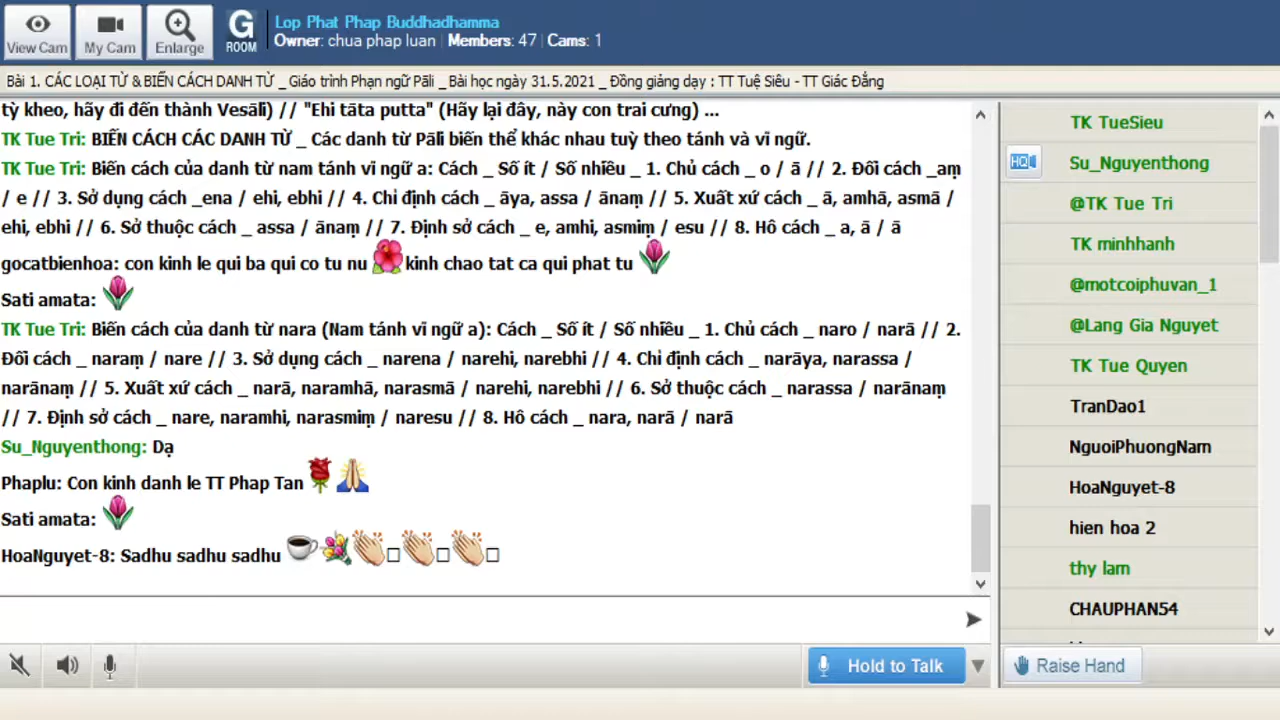 View Cam
My Cam
Enlarge
G
ROOM
Lop Phat Phap Buddhadhamma
Owner: chua phap luan | Members: 47 | Cams: 1
Bài 1. CÁC LOẠI TỪ & BIẾN CÁCH DANH TỪ _ Giáo trình Phạn ngữ Pāli _ Bài học ngày 31.5.2021 _ Đồng giảng dạy : TT Tuệ Siêu - TT Giác Đẳng
tỳ kheo, hãy đi đến thành Vesāli) // "Ehi tāta putta" (Hãy lại đây, này con trai cưng) ...
TK Tue Tri: BIẾN CÁCH CÁC DANH TỪ _ Các danh từ Pāli biến thể khác nhau tuỳ theo tánh và vĩ ngữ.
TK Tue Tri: Biến cách của danh từ nam tánh vĩ ngữ a: Cách _ Số ít / Số nhiều _ 1. Chủ cách _ o / ā // 2. Đối cách _aṃ
/ e // 3. Sở dụng cách _ena / ehi, ebhi // 4. Chỉ định cách _ āya, assa / ānaṃ // 5. Xuất xứ cách _ ā, amhā, asmā /
ehi, ebhi // 6. Sở thuộc cách _ assa / ānaṃ // 7. Định sở cách _ e, amhi, asmiṃ / esu // 8. Hô cách _ a, ā / ā
gocatbienhoa: con kinh le qui ba qui co tu nu kinh chao tat ca qui phat tu
Sati amata:
TK Tue Tri: Biến cách của danh từ nara (Nam tánh vĩ ngữ a): Cách _ Số ít / Số nhiều _ 1. Chủ cách _ naro / narā // 2.
Đối cách _ naraṃ / nare // 3. Sở dụng cách _ narena / narehi, narebhi // 4. Chỉ định cách _ narāya, narassa /
narānaṃ // 5. Xuất xứ cách _ narā, naramhā, narasmā / narehi, narebhi // 6. Sở thuộc cách _ narassa / narānaṃ
// 7. Định sở cách _ nare, naramhi, narasmiṃ / naresu // 8. Hô cách _ nara, narā / narā
Su_Nguyenthong: Dạ
Phaplu: Con kinh danh le TT Phap Tan
Sati amata:
HoaNguyet-8: Sadhu sadhu sadhu
Hold to Talk
TK TueSieu
HQ
Su_Nguyenthong
@TK Tue Tri
TK minhhanh
@motcoiphuvan_1
@Lang Gia Nguyet
TK Tue Quyen
TranDao1
NguoiPhuongNam
HoaNguyet-8
hien hoa 2
thy lam
CHAUPHAN54
Raise Hand